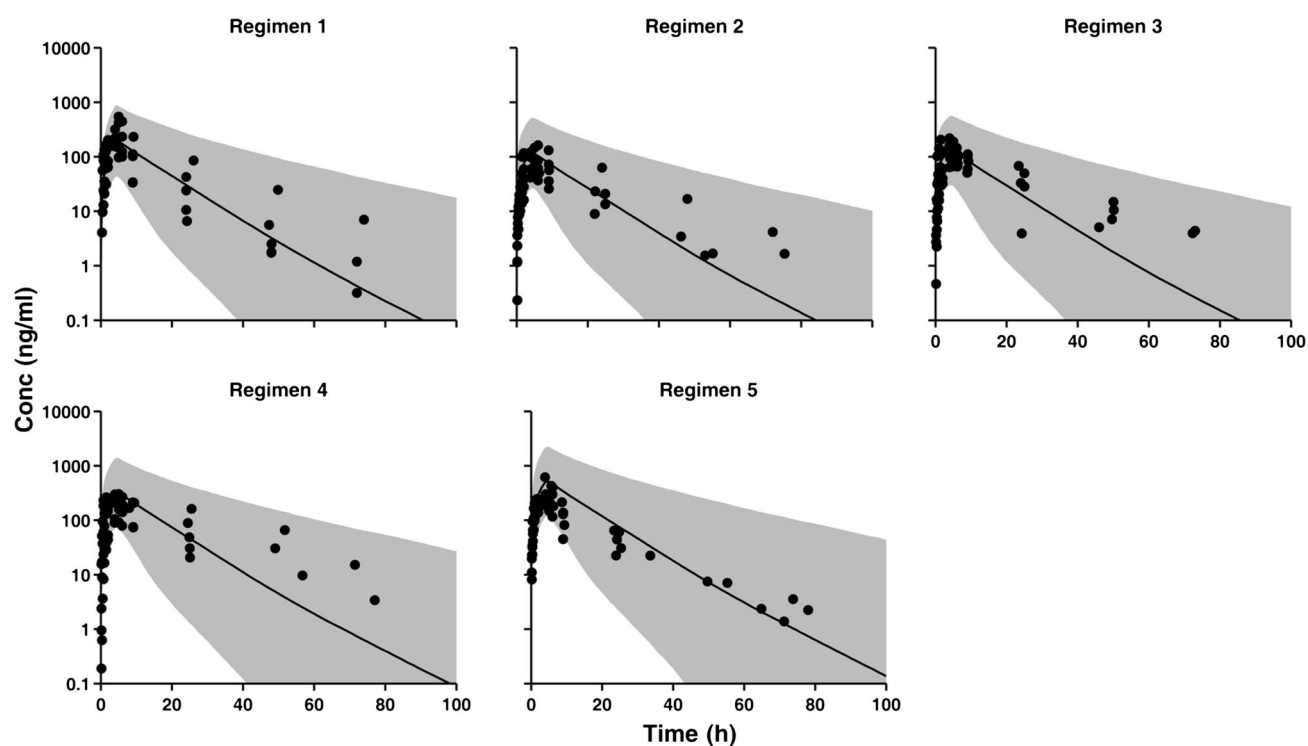 Regimen 1
Regimen 2
Regimen 3
10000
1000
100
10
1
0.1
0 20 40 60 80 100
Regimen 4
Regimen 5
Conc (ng/ml)
10000
1000
100
10
1
0.1
0 20 40 60 80 100
0 20 40 60 80 100
Time (h)